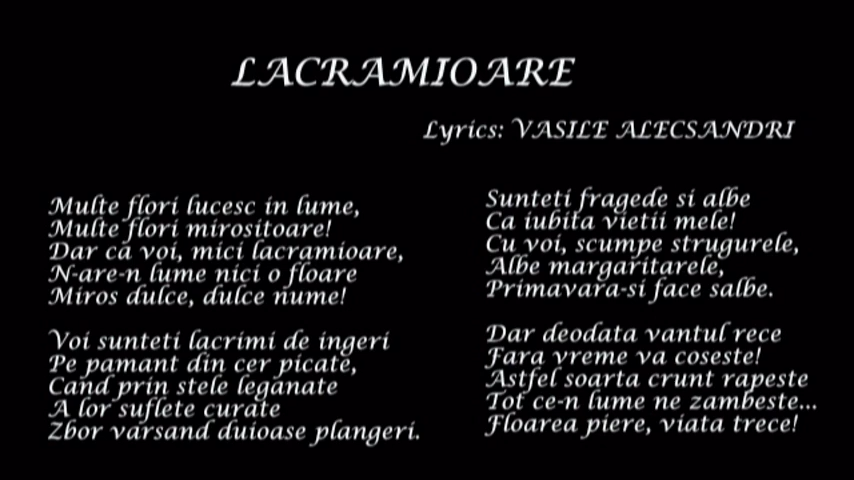 LACRAMIOARE
Lyrics: VASILE ALECSANDRI
Multe flori lucesc in lume,
Multe flori mirositoare!
Dar ca voi, mici lacramioare,
N-are-n lume nici o floare
Miros dulce, dulce nume!
Voi sunteti lacrimi de ingeri
Pe pamant din cer picate,
Cand prin stele leganate
A lor suflete curate
Zbor varsand duioase plangeri.
Sunteti fragede si albe
Ca iubita vietii mele!
Cu voi, scumpe strugurele,
Albe margaritarele,
Primavara-si face salbe.
Dar deodata vantul rece
Fara vreme va coseste!
Astfel soarta crunt rapeste
Tot ce-n lume ne zambeste...
Floarea piere, viata trece!